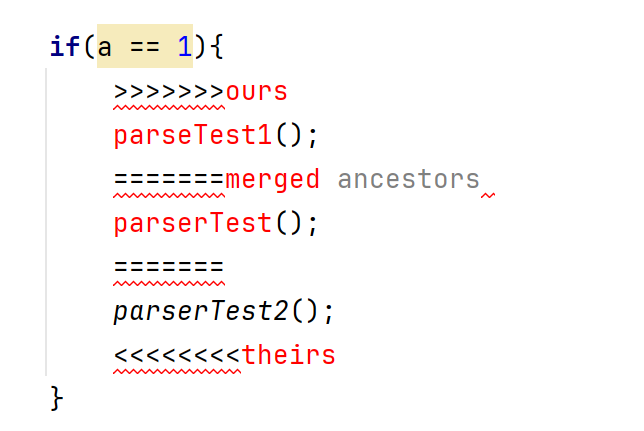 if(a == 1){
>>>>>>>ours
parseTest1();
=======merged ancestors
parserTest();
=======
parserTest2();
<<<<<<<<theirs
}